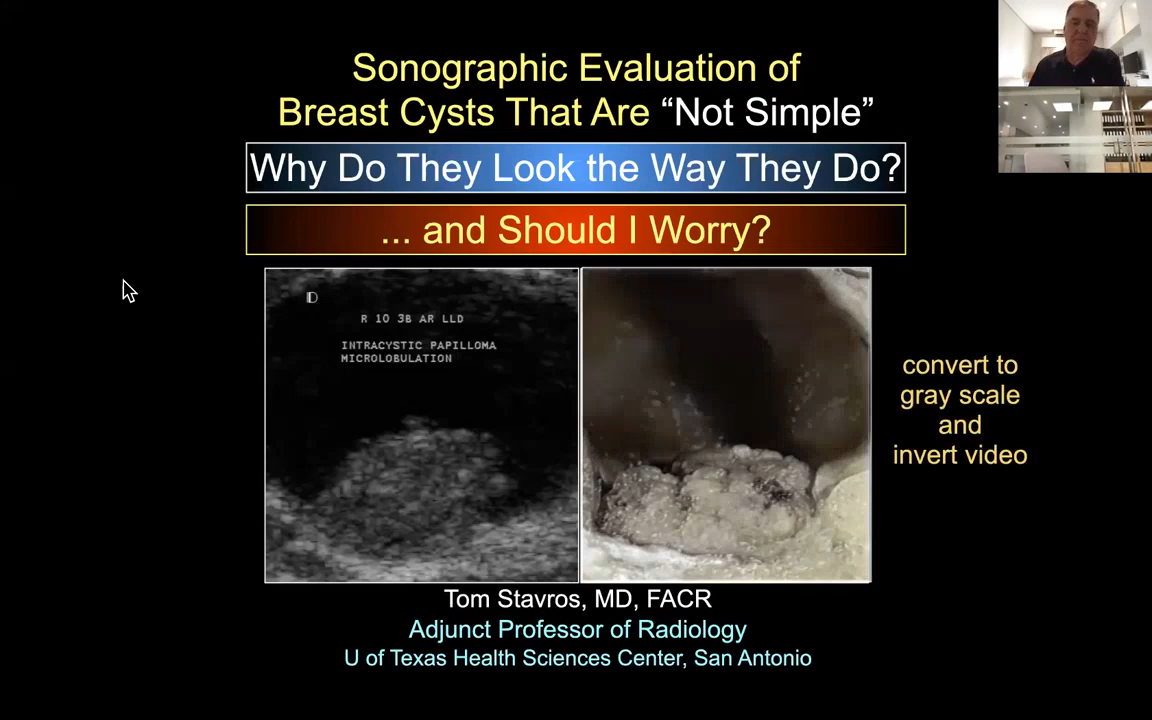 Sonographic Evaluation of
Breast Cysts That Are “Not Simple”
Why Do They Look the Way They Do?
... and Should I Worry?
D
R 10 3B AR LLD
INTRACYSTIC PAPILLOMA
MICROLOBULATION
convert to
gray scale
and
invert video
Tom Stavros, MD, FACR
Adjunct Professor of Radiology
U of Texas Health Sciences Center, San Antonio